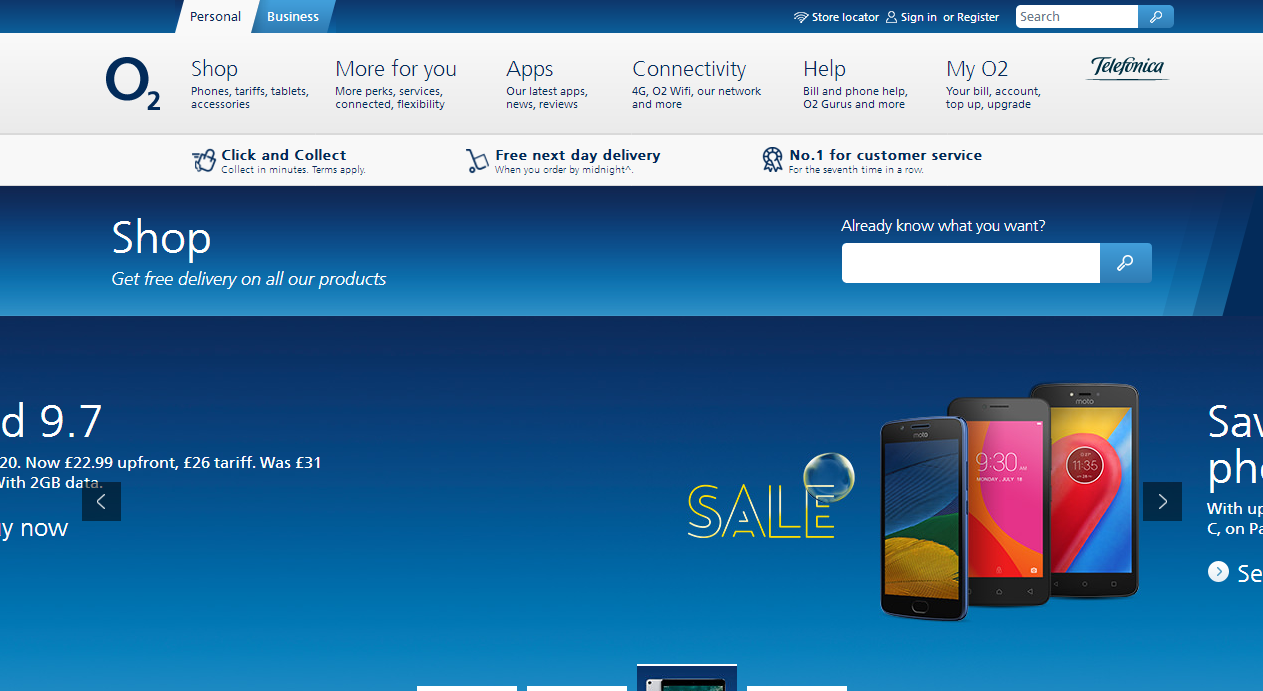 Personal
Business
Store locator
Sign in or Register
Search
O2
Shop
Phones, tariffs, tablets,
accessories
More for you
More perks, services,
connected, flexibility
Apps
Our latest apps,
news, reviews
Connectivity
4G, O2 Wifi, our network
and more
Help
Bill and phone help,
O2 Gurus and more
My O2
Your bill, account,
top up, upgrade
Telefónica
Click and Collect
Collect in minutes. Terms apply.
Free next day delivery
When you order by midnight^.
No.1 for customer service
For the seventh time in a row.
Shop
Get free delivery on all our products
Already know what you want?
d 9.7
20. Now £22.99 upfront, £26 tariff. Was £31
With 2GB data.
y now
SALE
moto
9:30 AM
MONDAY, JULY 18
moto
11:35
Sav
pho
With up
C, on Pa
Se